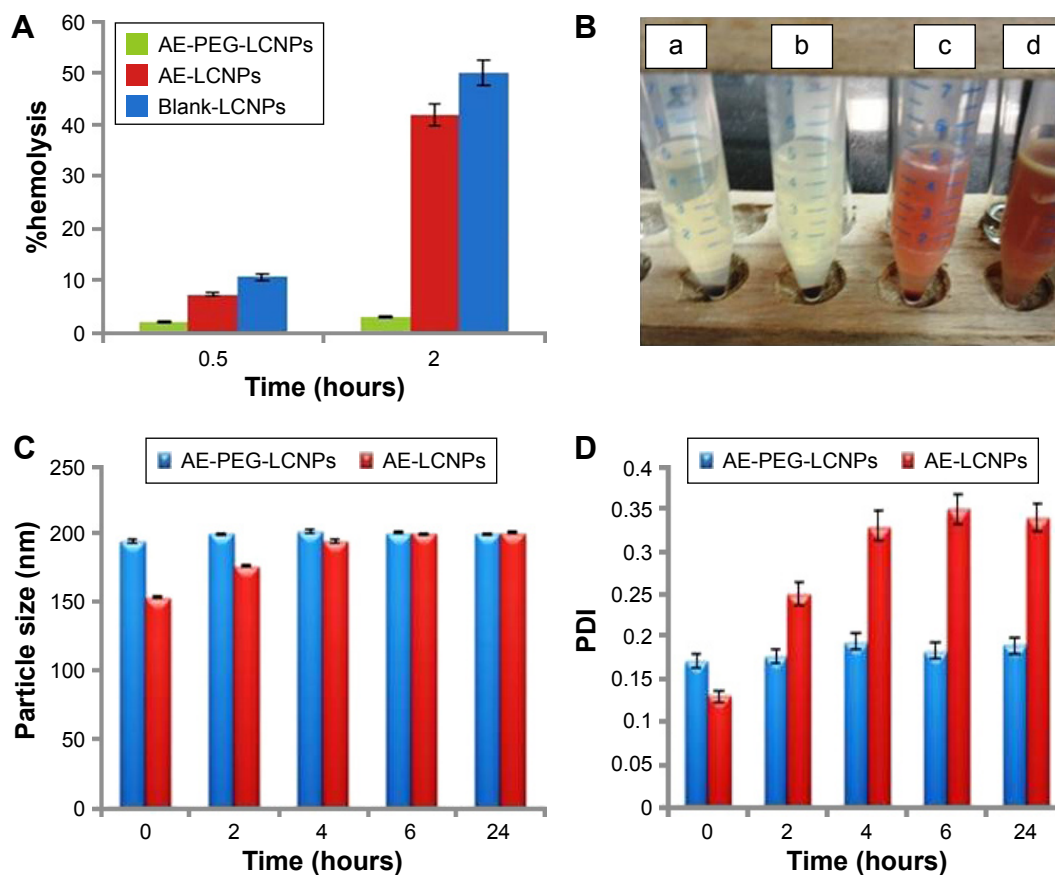 A
60
50
40
30
20
10
0
%hemolysis
AE-PEG-LCNPs
AE-LCNPs
Blank-LCNPs
0.5
2
Time (hours)
B
a
b
c
d
C
AE-PEG-LCNPs
AE-LCNPs
250
200
150
100
50
0
Particle size (nm)
0
2
4
6
24
Time (hours)
D
AE-PEG-LCNPs
AE-LCNPs
0.4
0.35
0.3
0.25
0.2
0.15
0.1
0.05
0
PDI
0
2
4
6
24
Time (hours)